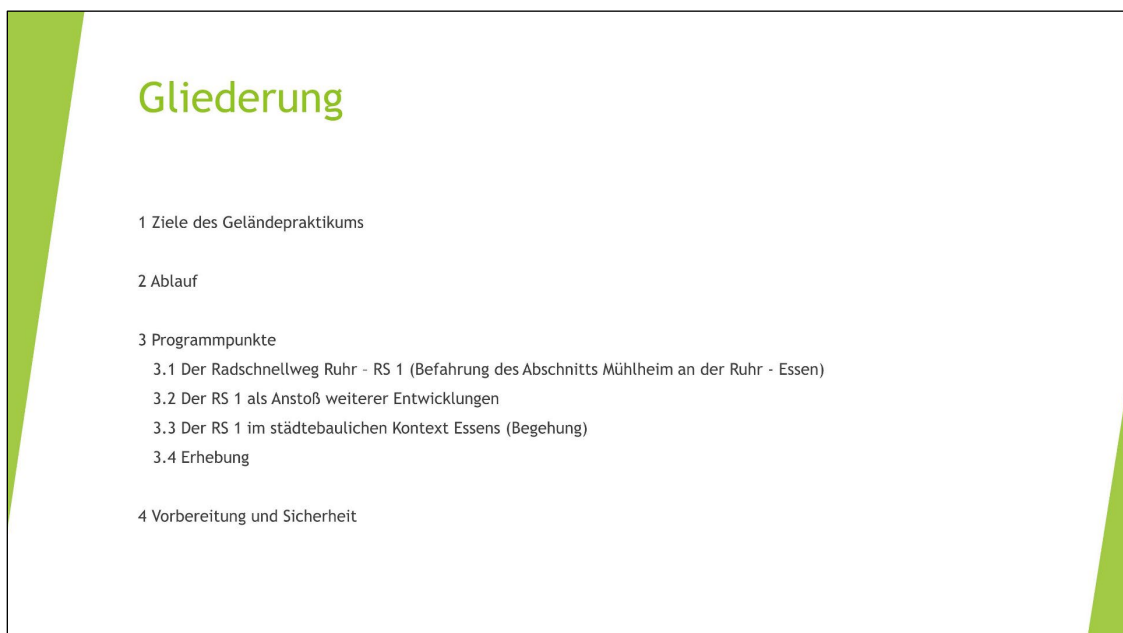 Gliederung
1 Ziele des Geländepraktikums
2 Ablauf
3 Programmpunkte
3.1 Der Radschnellweg Ruhr – RS 1 (Befahrung des Abschnitts Mühlheim an der Ruhr - Essen)
3.2 Der RS 1 als Anstoß weiterer Entwicklungen
3.3 Der RS 1 im städtebaulichen Kontext Essens (Begehung)
3.4 Erhebung
4 Vorbereitung und Sicherheit